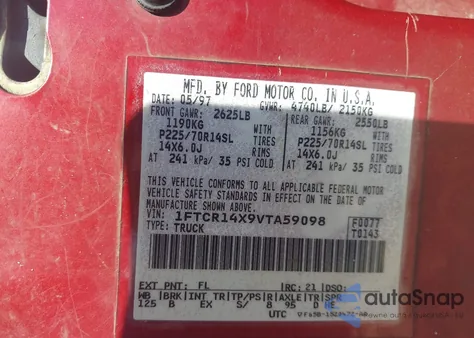 MFD. BY FORD MOTOR CO. IN U.S.A.
DATE: 05/97 GVWR: 4740LB/ 2150KG
FRONT GAWR: 2625LB REAR GAWR: 2550LB
1190KG WITH 1156KG WITH
P225/70R14SL TIRES P225/70R14SL TIRES
14X6.0J RIMS 14X6.0J RIMS
AT 241 kPa/ 35 PSI COLD AT 241 kPa/ 35 PSI COLD
THIS VEHICLE CONFORMS TO ALL APPLICABLE FEDERAL MOTOR
VEHICLE SAFETY STANDARDS IN EFFECT ON THE DATE OF
MANUFACTURE SHOWN ABOVE.
VIN: 1FTCR14X9VTA59098 F0077
TYPE: TRUCK T0143
EXT PNT: FL RC: 21 DSO:
WB BRK INT TR TP/PS R AXLE TR SPR
125 B EX S/ 8 95 D
UTC
autoSnap